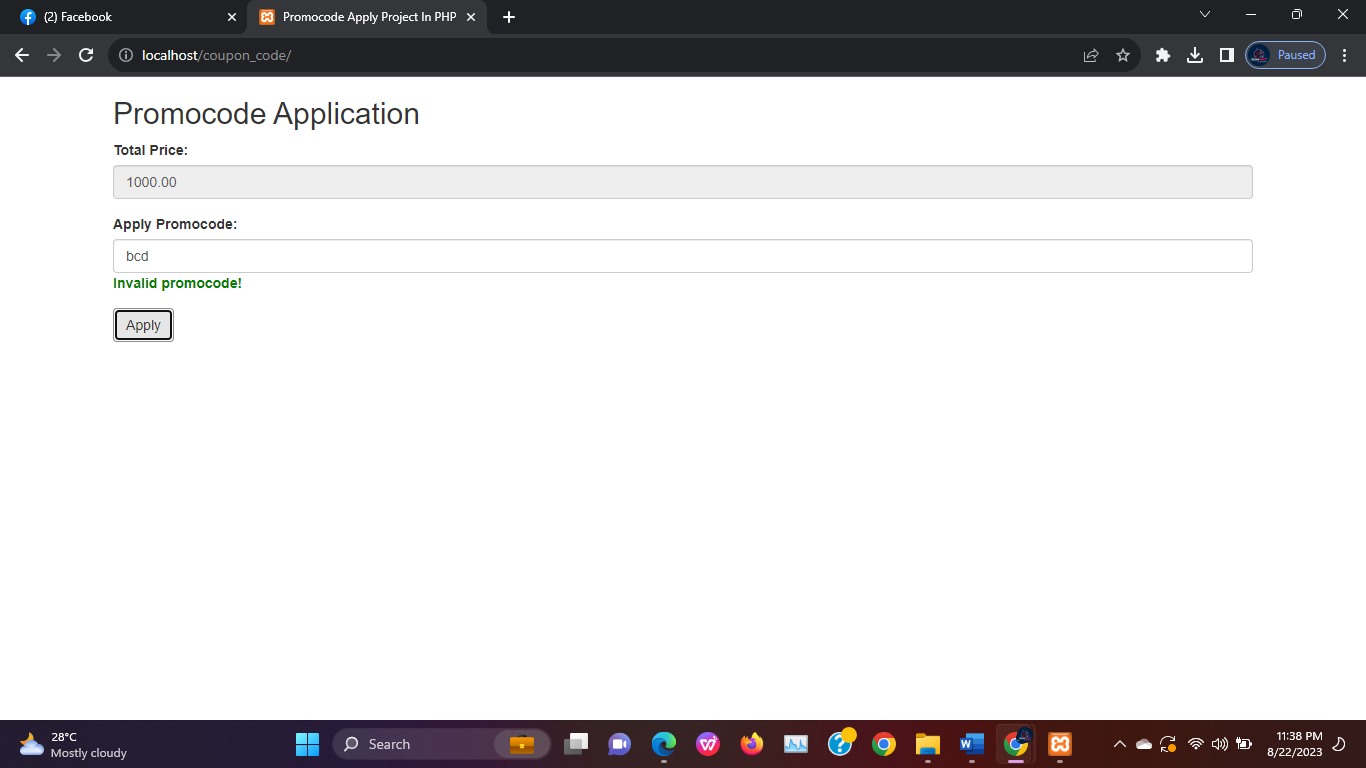 (2) Facebook
Promocode Apply Project In PHP
localhost/coupon_code/
Paused
Promocode Application
Total Price:
1000.00
Apply Promocode:
bcd
Invalid promocode!
Apply
28°C
Mostly cloudy
Search
11:38 PM
8/22/2023